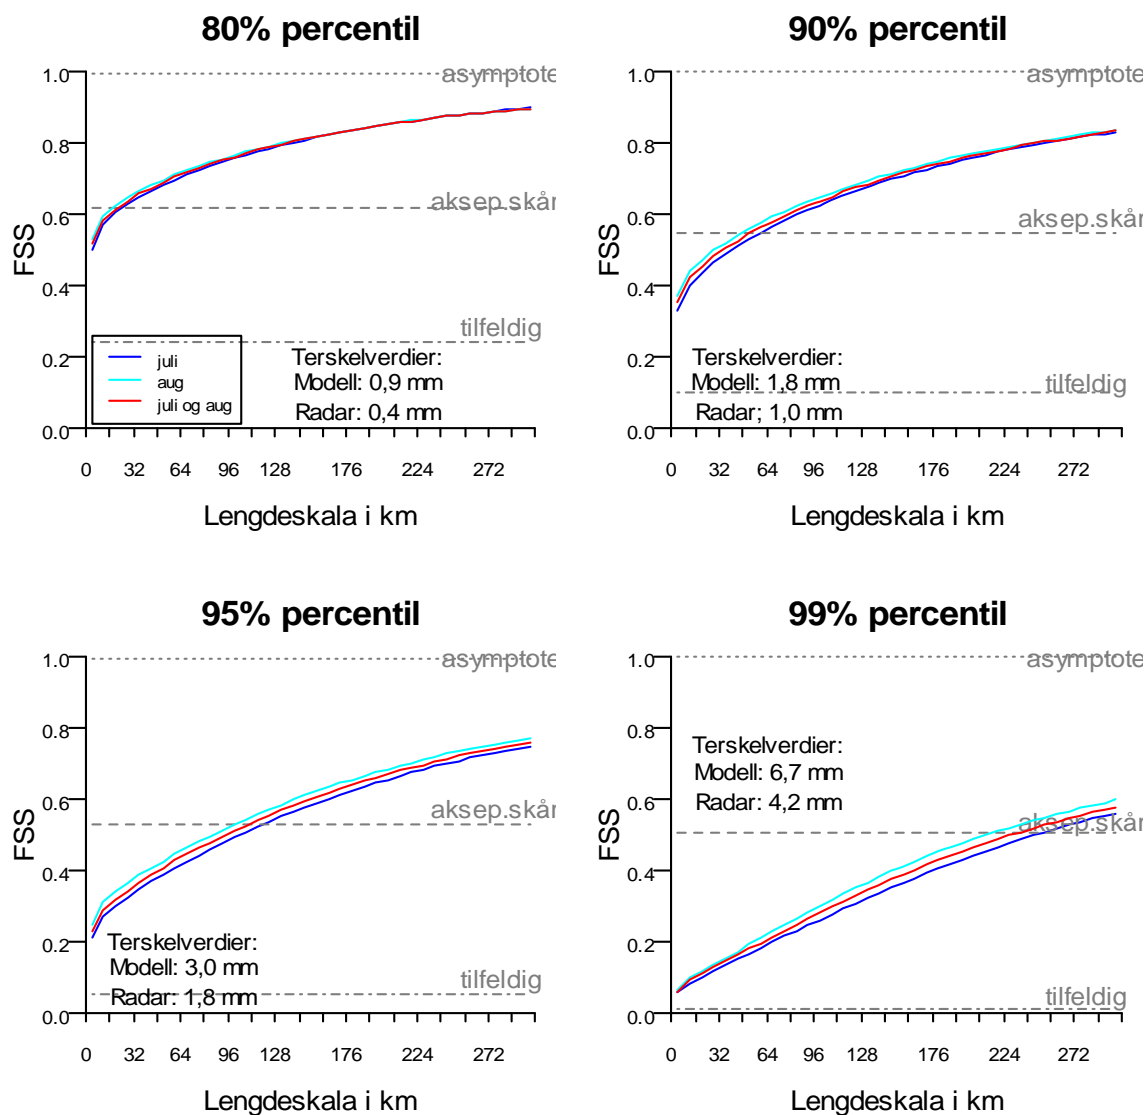 80% percentil
1.0
0.8
0.6
0.4
0.2
0.0
FSS
asymptote
aksep.skår
tilfeldig
juli
aug
juli og aug
Terskelverdier:
Modell: 0,9 mm
Radar: 0,4 mm
0 32 64 96 128 176 224 272
Lengdeskala i km
90% percentil
1.0
0.8
0.6
0.4
0.2
0.0
FSS
asymptote
aksep.skår
tilfeldig
Terskelverdier:
Modell: 1,8 mm
Radar; 1,0 mm
0 32 64 96 128 176 224 272
Lengdeskala i km
95% percentil
1.0
0.8
0.6
0.4
0.2
0.0
FSS
asymptote
aksep.skår
tilfeldig
Terskelverdier:
Modell: 3,0 mm
Radar: 1,8 mm
0 32 64 96 128 176 224 272
Lengdeskala i km
99% percentil
1.0
0.8
0.6
0.4
0.2
0.0
FSS
asymptote
Terskelverdier:
Modell: 6,7 mm
Radar: 4,2 mm
aksep.skår
tilfeldig
0 32 64 96 128 176 224 272
Lengdeskala i km